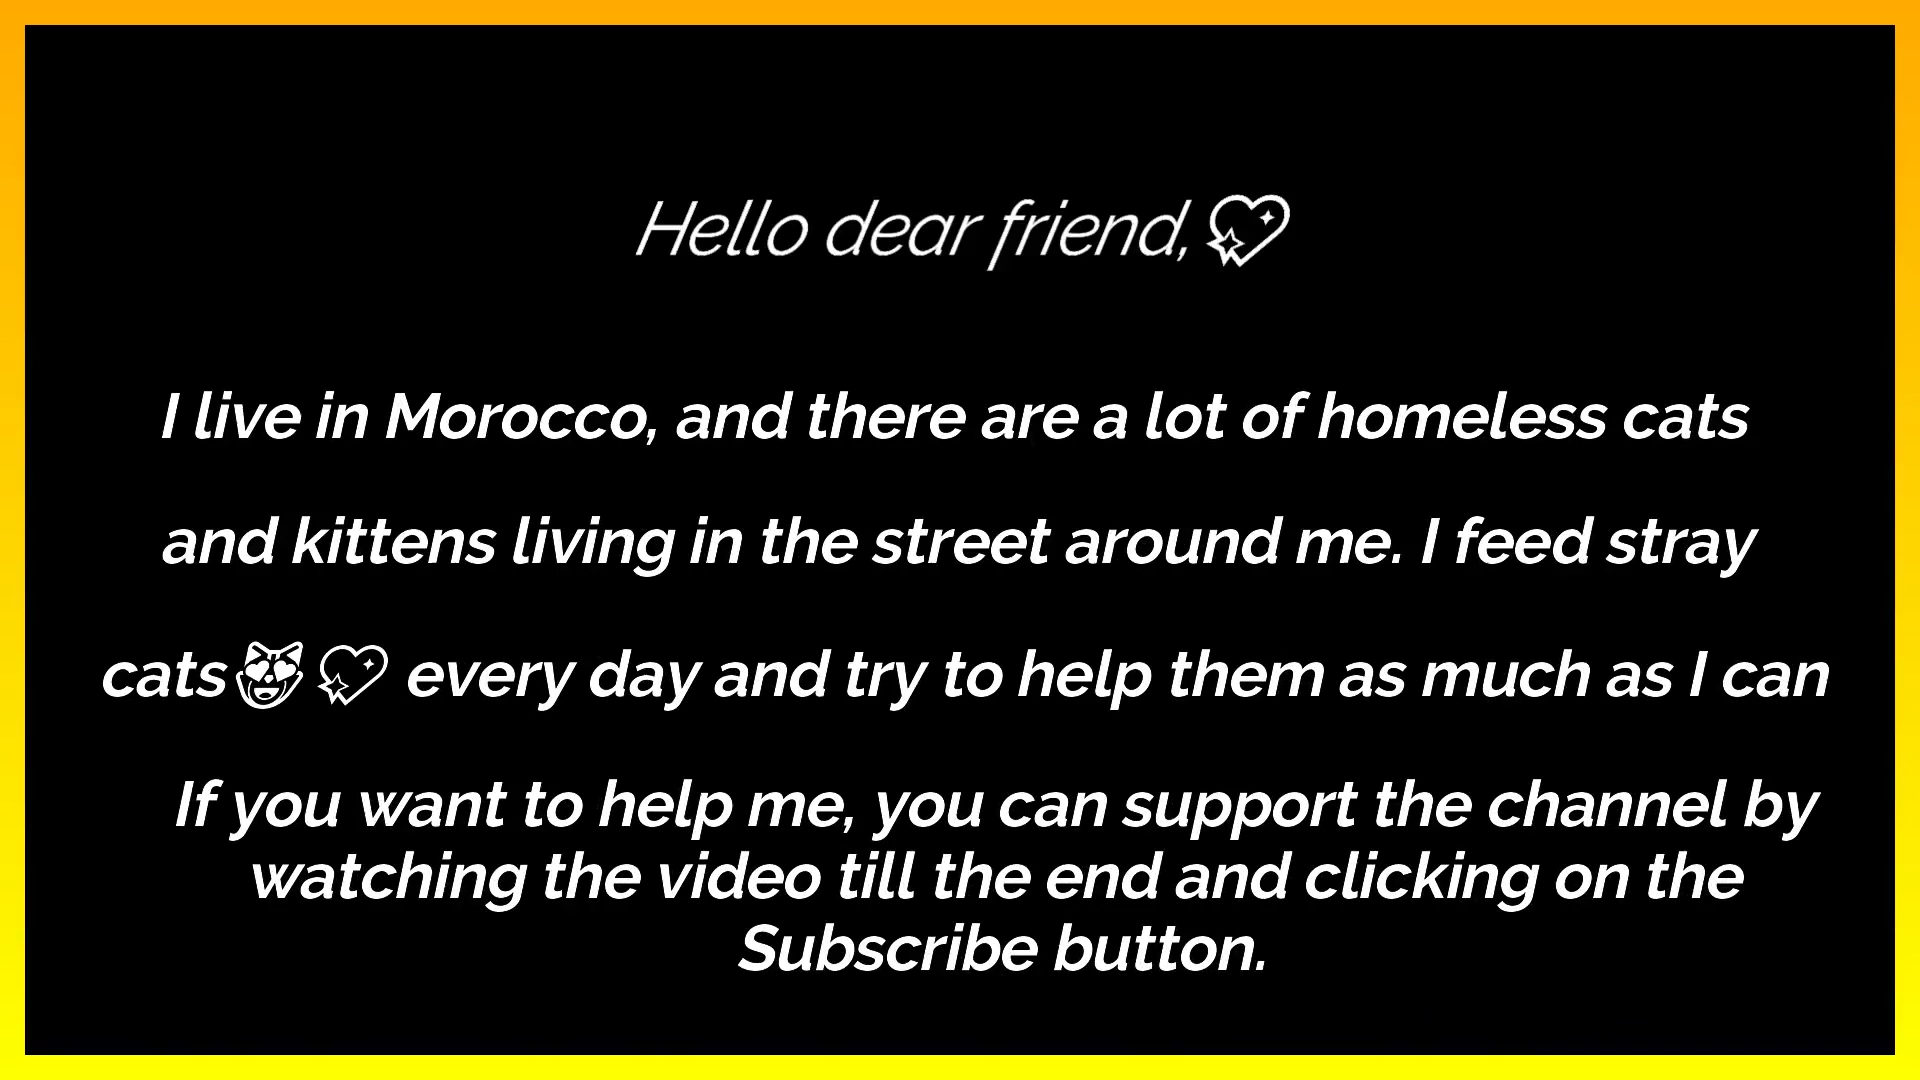 Hello dear friend,💖
I live in Morocco, and there are a lot of homeless cats
and kittens living in the street around me. I feed stray
cats😻💖 every day and try to help them as much as I can
If you want to help me, you can support the channel by
watching the video till the end and clicking on the
Subscribe button.